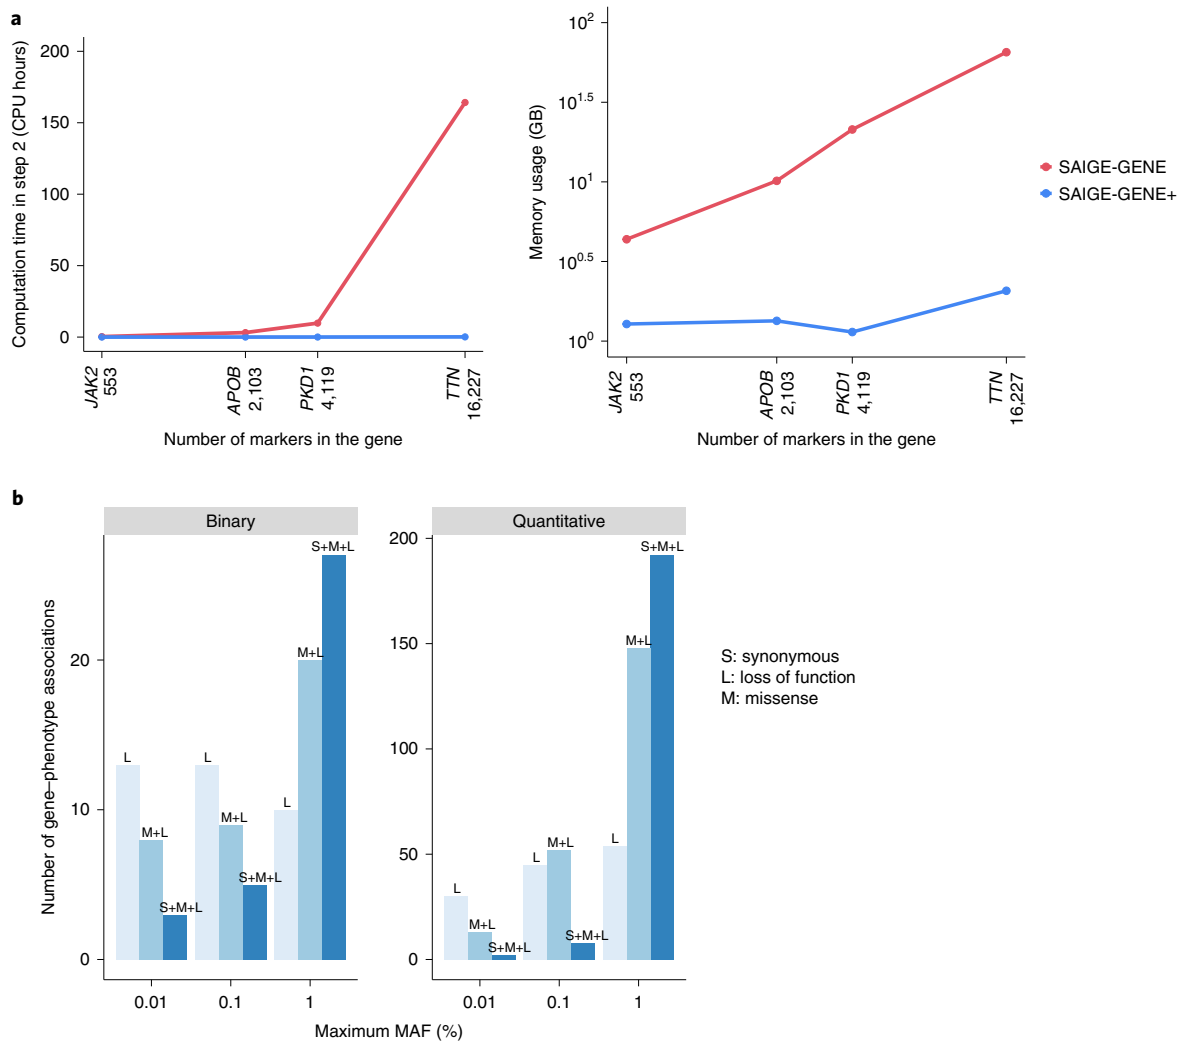 a
Computation time in step 2 (CPU hours)
200
150
100
50
0
JAK2
553
APOB
2,103
PKD1
4,119
TTN
16,227
Number of markers in the gene
Memory usage (GB)
10^2
10^1.5
10^1
10^0.5
10^0
JAK2
553
APOB
2,103
PKD1
4,119
TTN
16,227
Number of markers in the gene
SAIGE-GENE
SAIGE-GENE+
b
Number of gene–phenotype associations
Binary
20
10
0
L
M+L
S+M+L
L
M+L
S+M+L
L
M+L
S+M+L
0.01
0.1
1
Quantitative
200
150
100
50
0
L
M+L
S+M+L
L
M+L
S+M+L
L
M+L
S+M+L
0.01
0.1
1
Maximum MAF (%)
S: synonymous
L: loss of function
M: missense